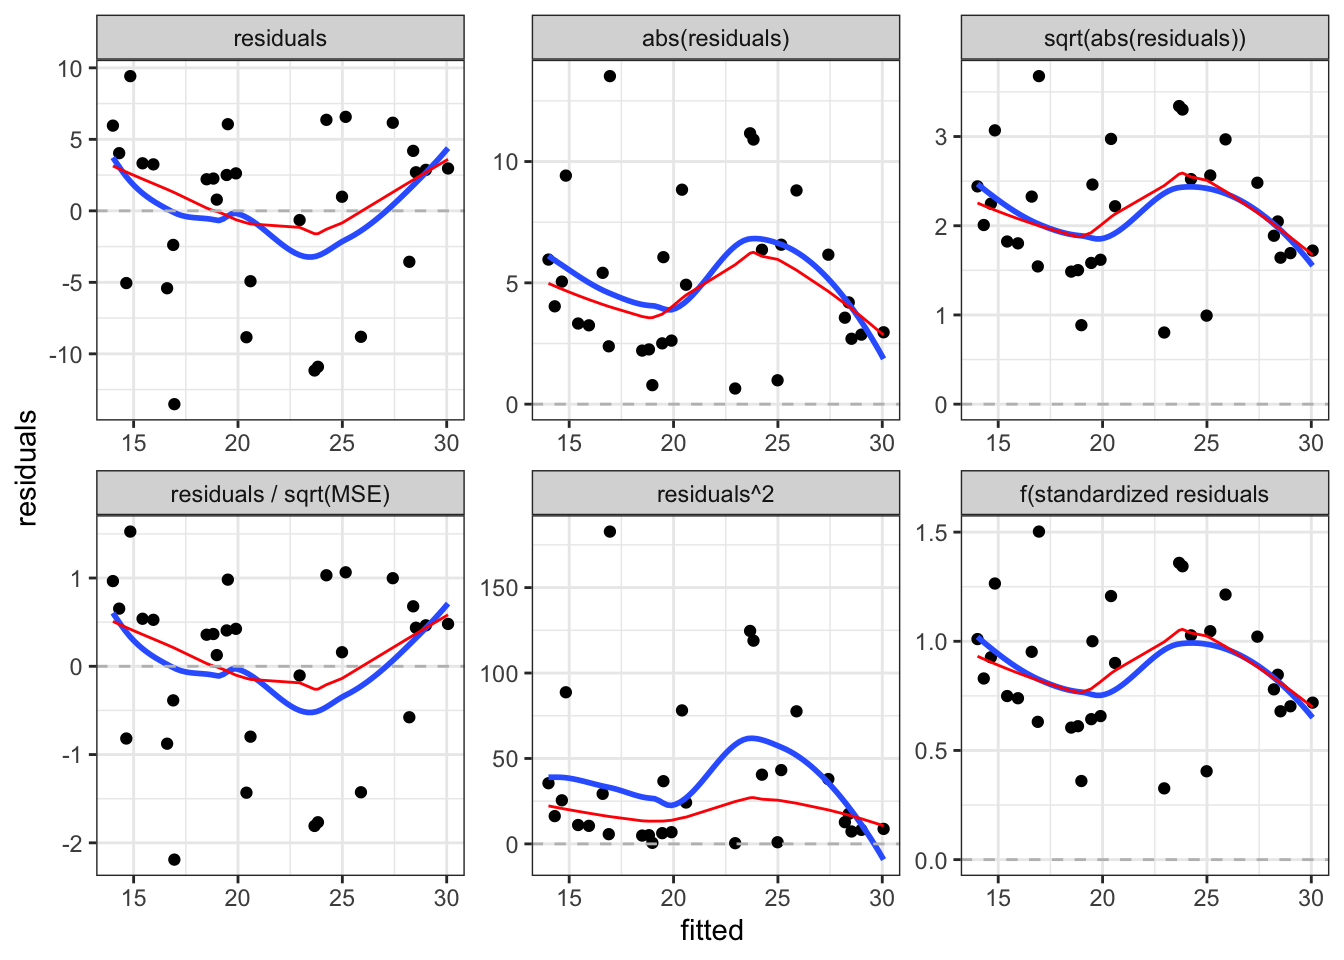 residuals
abs(residuals)
sqrt(abs(residuals))
10
5
0
-5
-10
15 20 25 30
10
5
0
15 20 25 30
3
2
1
0
15 20 25 30
residuals / sqrt(MSE)
residuals^2
f(standardized residuals
1
0
-1
-2
15 20 25 30
150
100
50
0
15 20 25 30
1.5
1.0
0.5
0.0
15 20 25 30
residuals
fitted